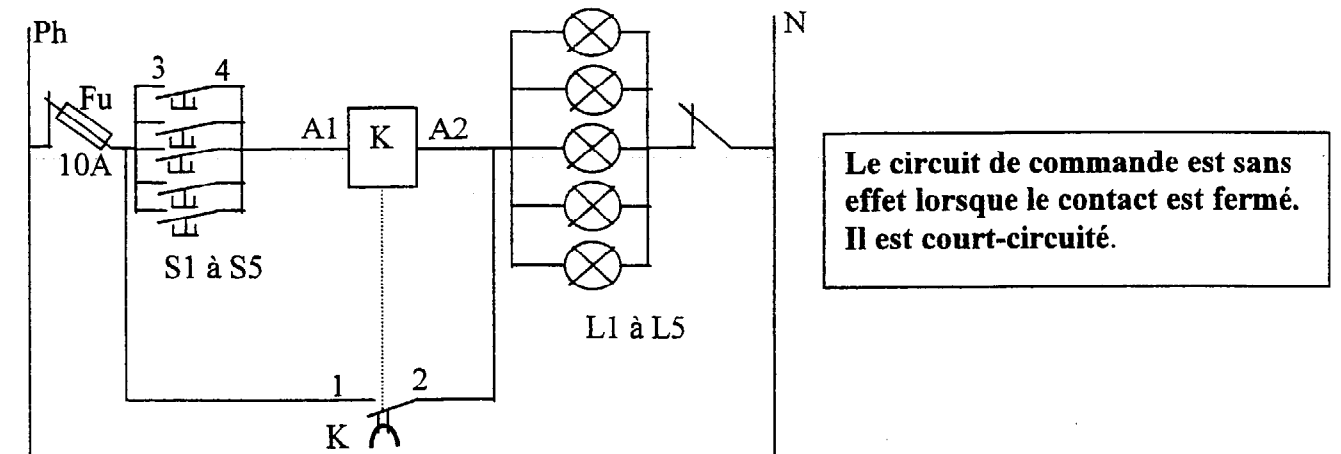 Ph
N
3 4
Fu
10A
A1 K A2
S1 à S5
L1 à L5
1 2
K
Le circuit de commande est sans
effet lorsque le contact est fermé.
Il est court-circuité.